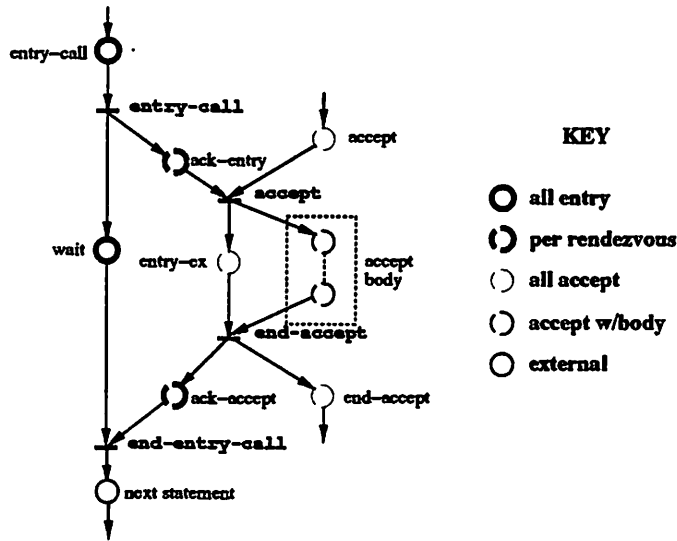 entry-call
entry-call
accept
ack-entry
accept
wait
entry-ex
accept
body
end-accept
ack-accept
end-accept
end-entry-call
next statement
KEY
all entry
per rendezvous
all accept
accept w/body
external